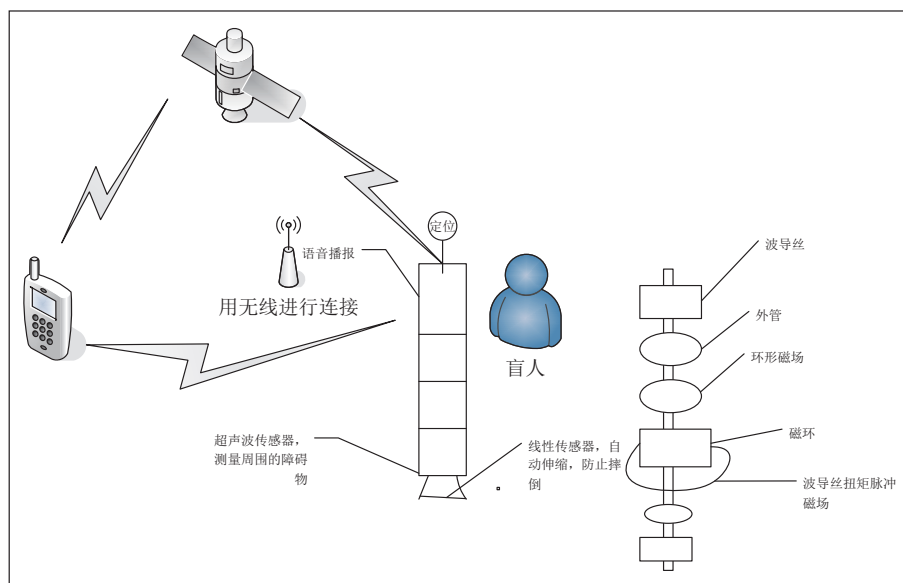 定位
语音播报
用无线进行连接
盲人
超声波传感器，
测量周围的障碍
物
线性传感器，自
动伸缩，防止摔
倒
波导丝
外管
环形磁场
磁环
波导丝扭矩脉冲
磁场